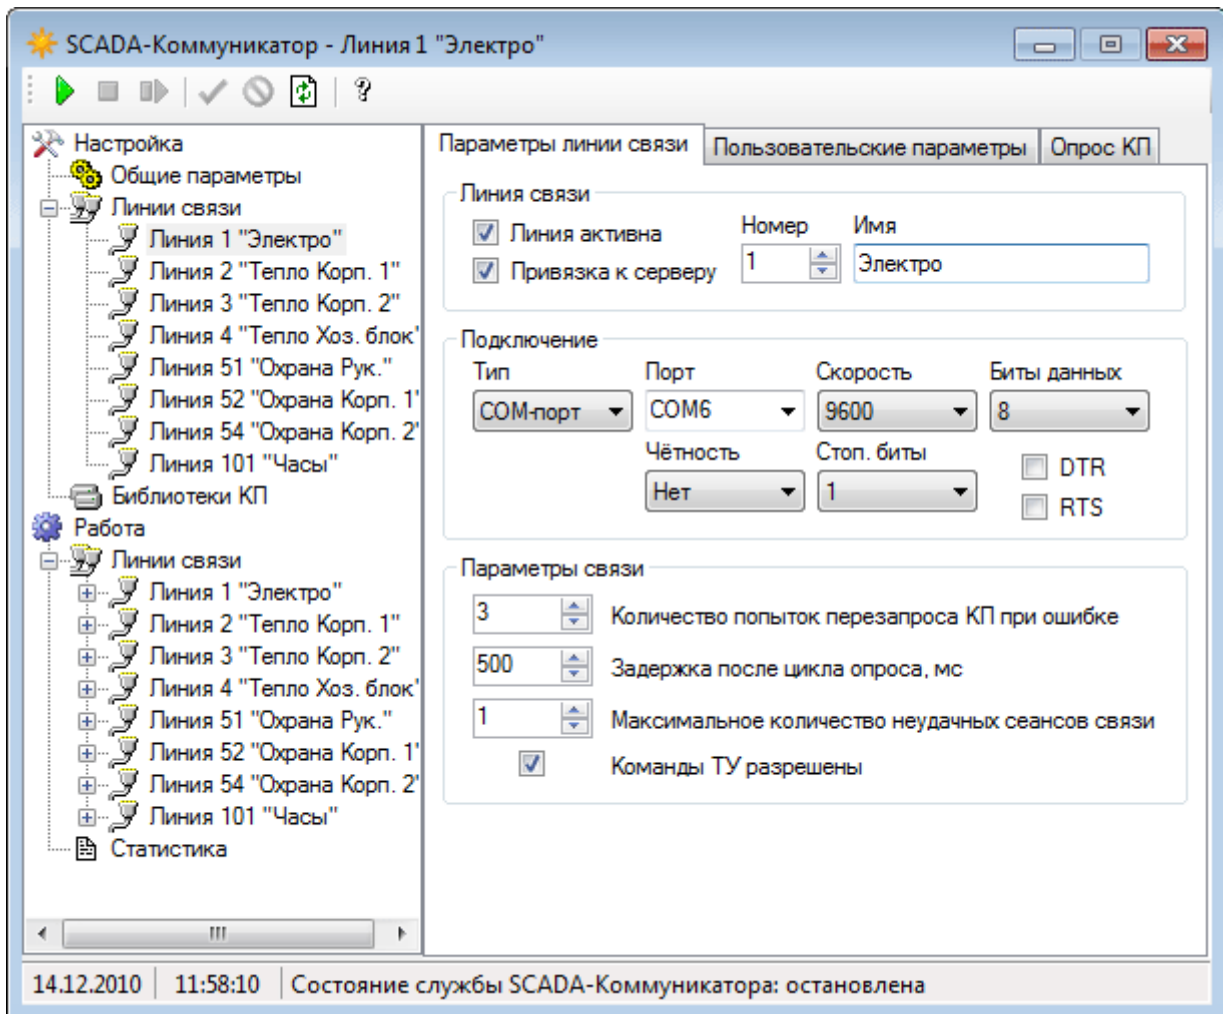 SCADA-Коммуникатор - Линия 1 "Электро"
Настройка
Общие параметры
Линии связи
Линия 1 "Электро"
Линия 2 "Тепло Корп. 1"
Линия 3 "Тепло Корп. 2"
Линия 4 "Тепло Хоз. блок"
Линия 51 "Охрана Рук."
Линия 52 "Охрана Корп. 1"
Линия 54 "Охрана Корп. 2"
Линия 101 "Часы"
Библиотеки КП
Работа
Линии связи
Линия 1 "Электро"
Линия 2 "Тепло Корп. 1"
Линия 3 "Тепло Корп. 2"
Линия 4 "Тепло Хоз. блок"
Линия 51 "Охрана Рук."
Линия 52 "Охрана Корп. 1"
Линия 54 "Охрана Корп. 2"
Линия 101 "Часы"
Статистика
Параметры линии связи Пользовательские параметры Опрос КП
Линия связи
Линия активна Номер Имя
Привязка к серверу 1 Электро
Подключение
Тип Порт Скорость Биты данных
COM-порт COM6 9600 8
Чётность Стоп. биты
Нет 1
DTR
RTS
Параметры связи
3 Количество попыток перезапроса КП при ошибке
500 Задержка после цикла опроса, мс
1 Максимальное количество неудачных сеансов связи
Команды ТУ разрешены
14.12.2010 11:58:10 Состояние службы SCADA-Коммуникатора: остановлена